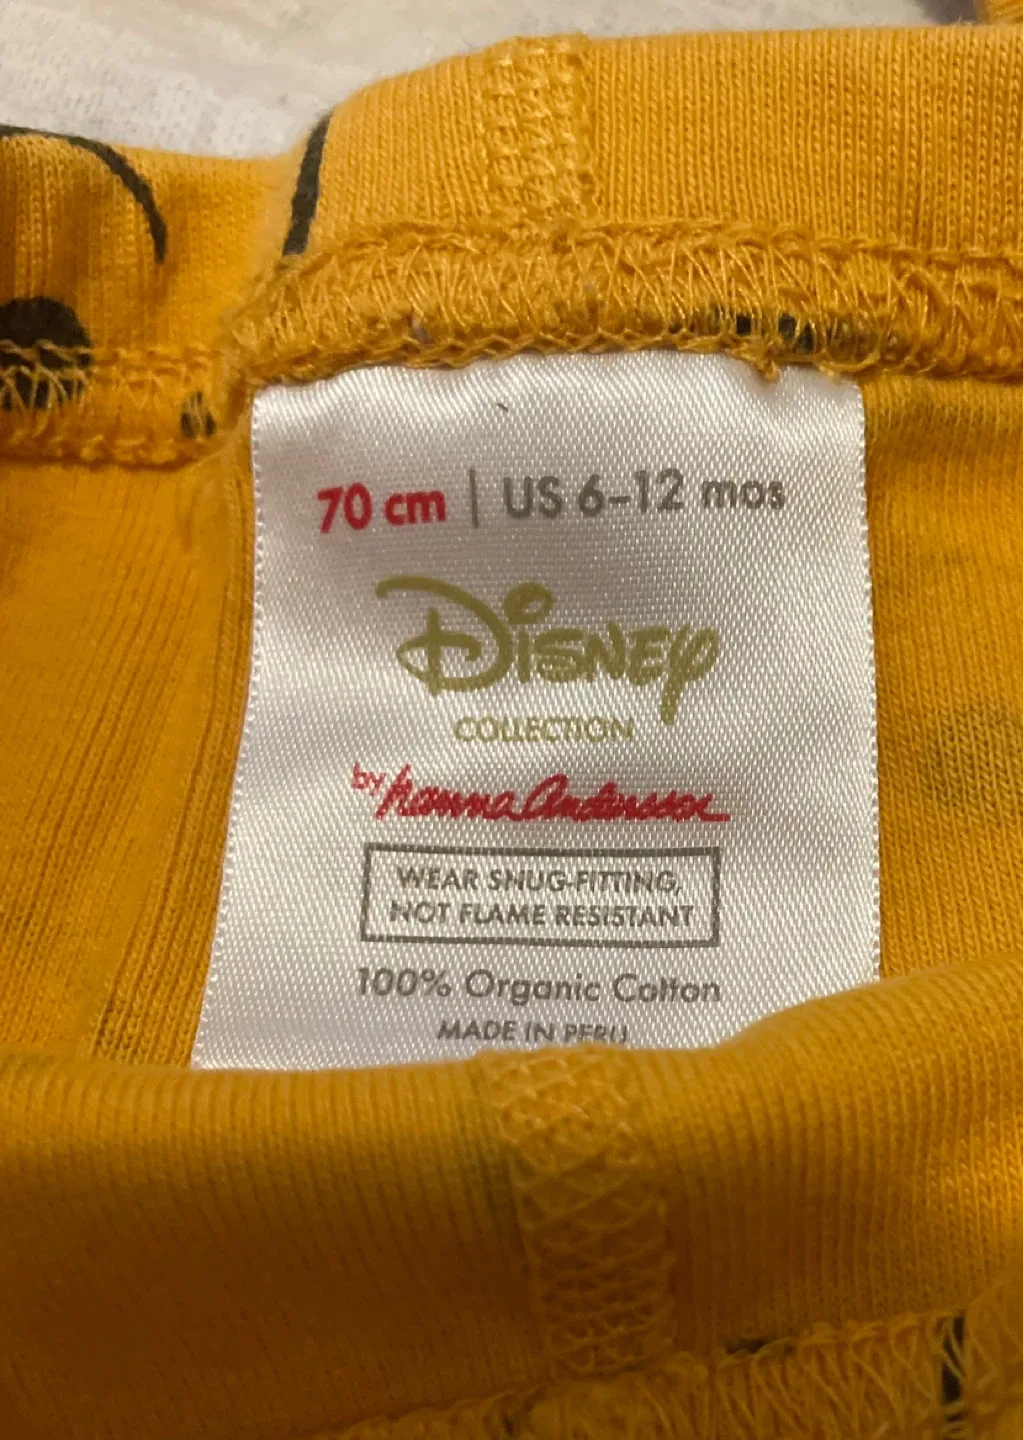 70 cm | US 6-12 mos
Disney
COLLECTION
by hanna andersson
WEAR SNUG-FITTING,
NOT FLAME RESISTANT
100% Organic Cotton
MADE IN PERU